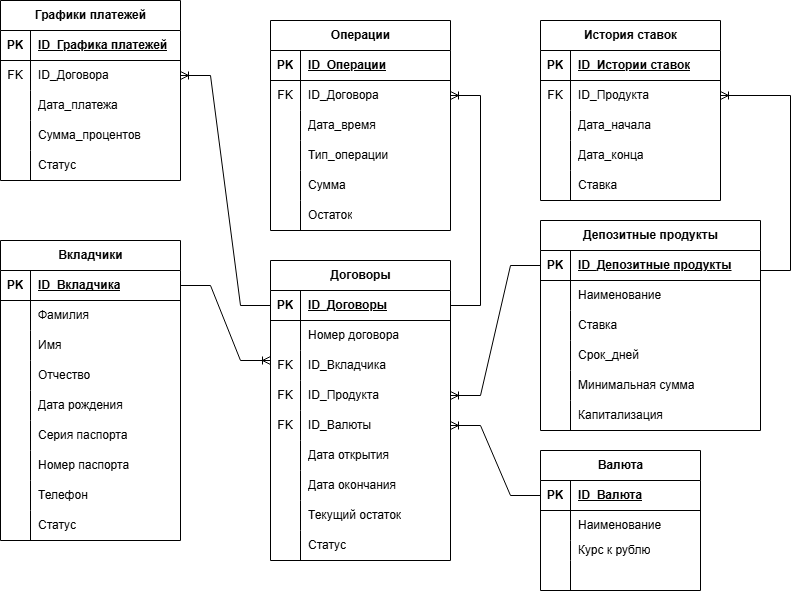 Графики платежей
PK ID_Графика платежей
FK ID_Договора
Дата_платежа
Сумма_процентов
Статус
Операции
PK ID_Операции
FK ID_Договора
Дата_время
Тип_операции
Сумма
Остаток
История ставок
PK ID_Истории ставок
FK ID_Продукта
Дата_начала
Дата_конца
Ставка
Вкладчики
PK ID_Вкладчика
Фамилия
Имя
Отчество
Дата рождения
Серия паспорта
Номер паспорта
Телефон
Статус
Договоры
PK ID_Договоры
Номер договора
FK ID_Вкладчика
FK ID_Продукта
FK ID_Валюты
Дата открытия
Дата окончания
Текущий остаток
Статус
Депозитные продукты
PK ID_Депозитные продукты
Наименование
Ставка
Срок_дней
Минимальная сумма
Капитализация
Валюта
PK ID_Валюта
Наименование
Курс к рублю